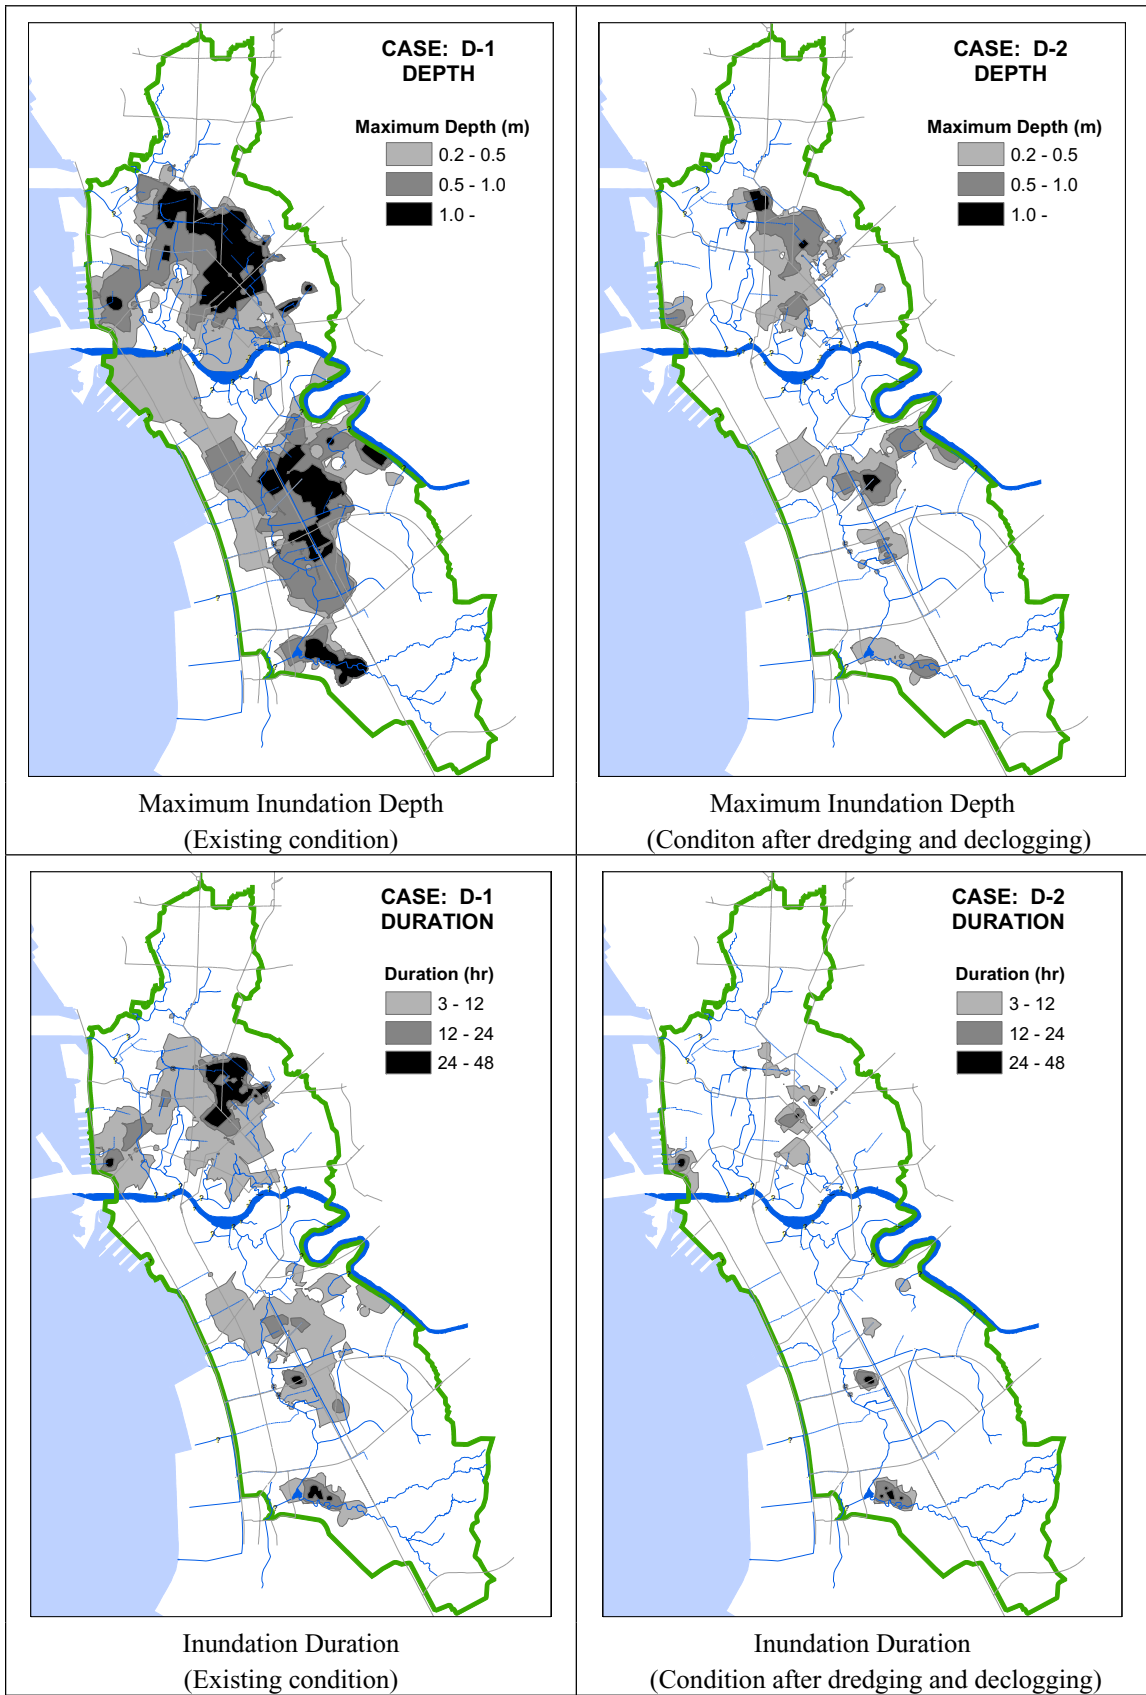 CASE: D-1
DEPTH
Maximum Depth (m)
0.2 - 0.5
0.5 - 1.0
1.0 -
Maximum Inundation Depth
(Existing condition)
CASE: D-2
DEPTH
Maximum Depth (m)
0.2 - 0.5
0.5 - 1.0
1.0 -
Maximum Inundation Depth
(Conditon after dredging and declogging)
CASE: D-1
DURATION
Duration (hr)
3 - 12
12 - 24
24 - 48
Inundation Duration
(Existing condition)
CASE: D-2
DURATION
Duration (hr)
3 - 12
12 - 24
24 - 48
Inundation Duration
(Condition after dredging and declogging)